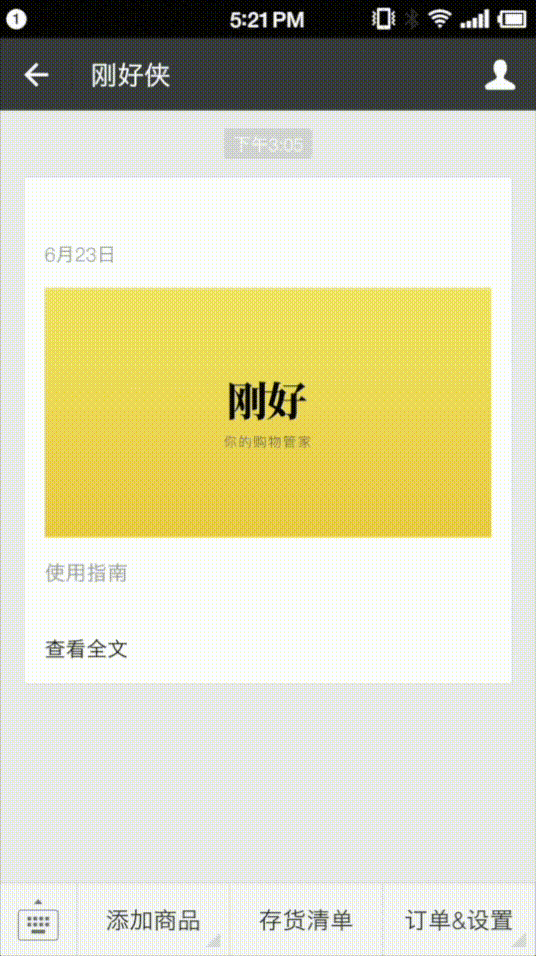 1
5:21 PM
刚好侠
下午3:05
6月23日
刚好
你的购物管家
使用指南
查看全文
添加商品
存货清单
订单&设置